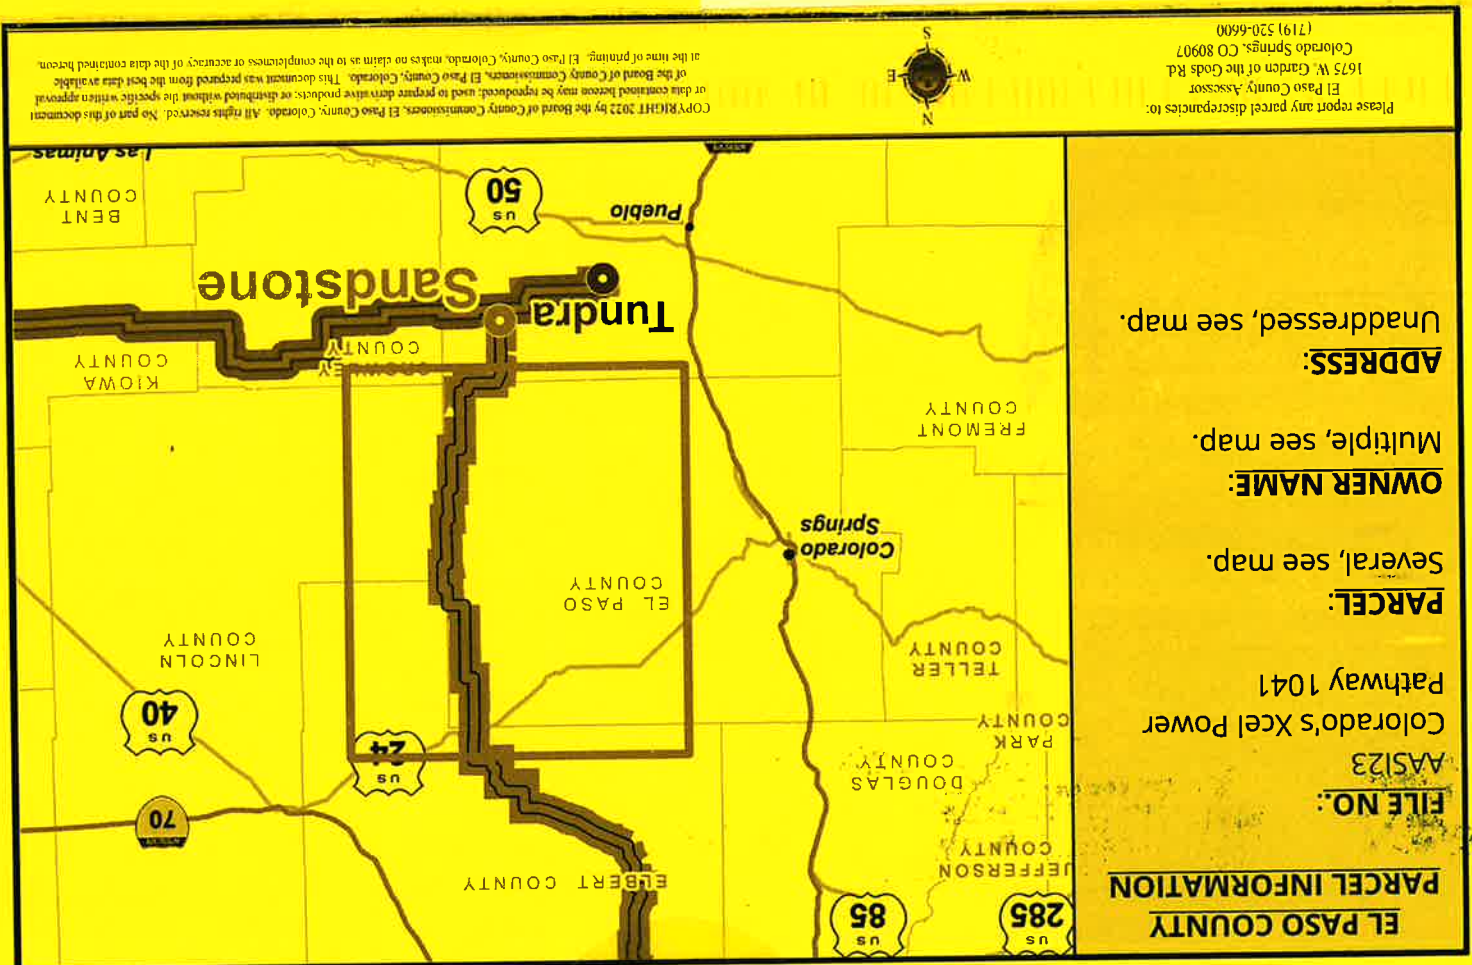 EL PASO COUNTY
PARCEL INFORMATION
FILE NO.:
AASI23
Colorado's Xcel Power
Pathway 1041
PARCEL:
Several, see map.
OWNER NAME:
Multiple, see map.
ADDRESS:
Unaddressed, see map.
US
285
US
85
JEFFERSON
COUNTY
ELBERT COUNTY
INTERSTATE
70
DOUGLAS
COUNTY
US
24
PARK
COUNTY
US
40
TELLER
COUNTY
LINCOLN
COUNTY
EL PASO
COUNTY
Colorado
Springs
FREMONT
COUNTY
CROWLEY
COUNTY
KIOWA
COUNTY
Tundra
Sandstone
Pueblo
US
50
BENT
COUNTY
Las Animas
Please report any parcel discrepancies to:
El Paso County Assessor
1675 W. Garden of the Gods Rd.
Colorado Springs, CO 80907
(719) 520-6600
N
W
E
S
COPYRIGHT 2022 by the Board of County Commissioners, El Paso County, Colorado. All rights reserved. No part of this document
or data contained hereon may be reproduced; used to prepare derivative products; or distributed without the specific written approval
of the Board of County Commissioners, El Paso County, Colorado. This document was prepared from the best data available
at the time of printing. El Paso County, Colorado, makes no claim as to the completeness or accuracy of the data contained hereon.